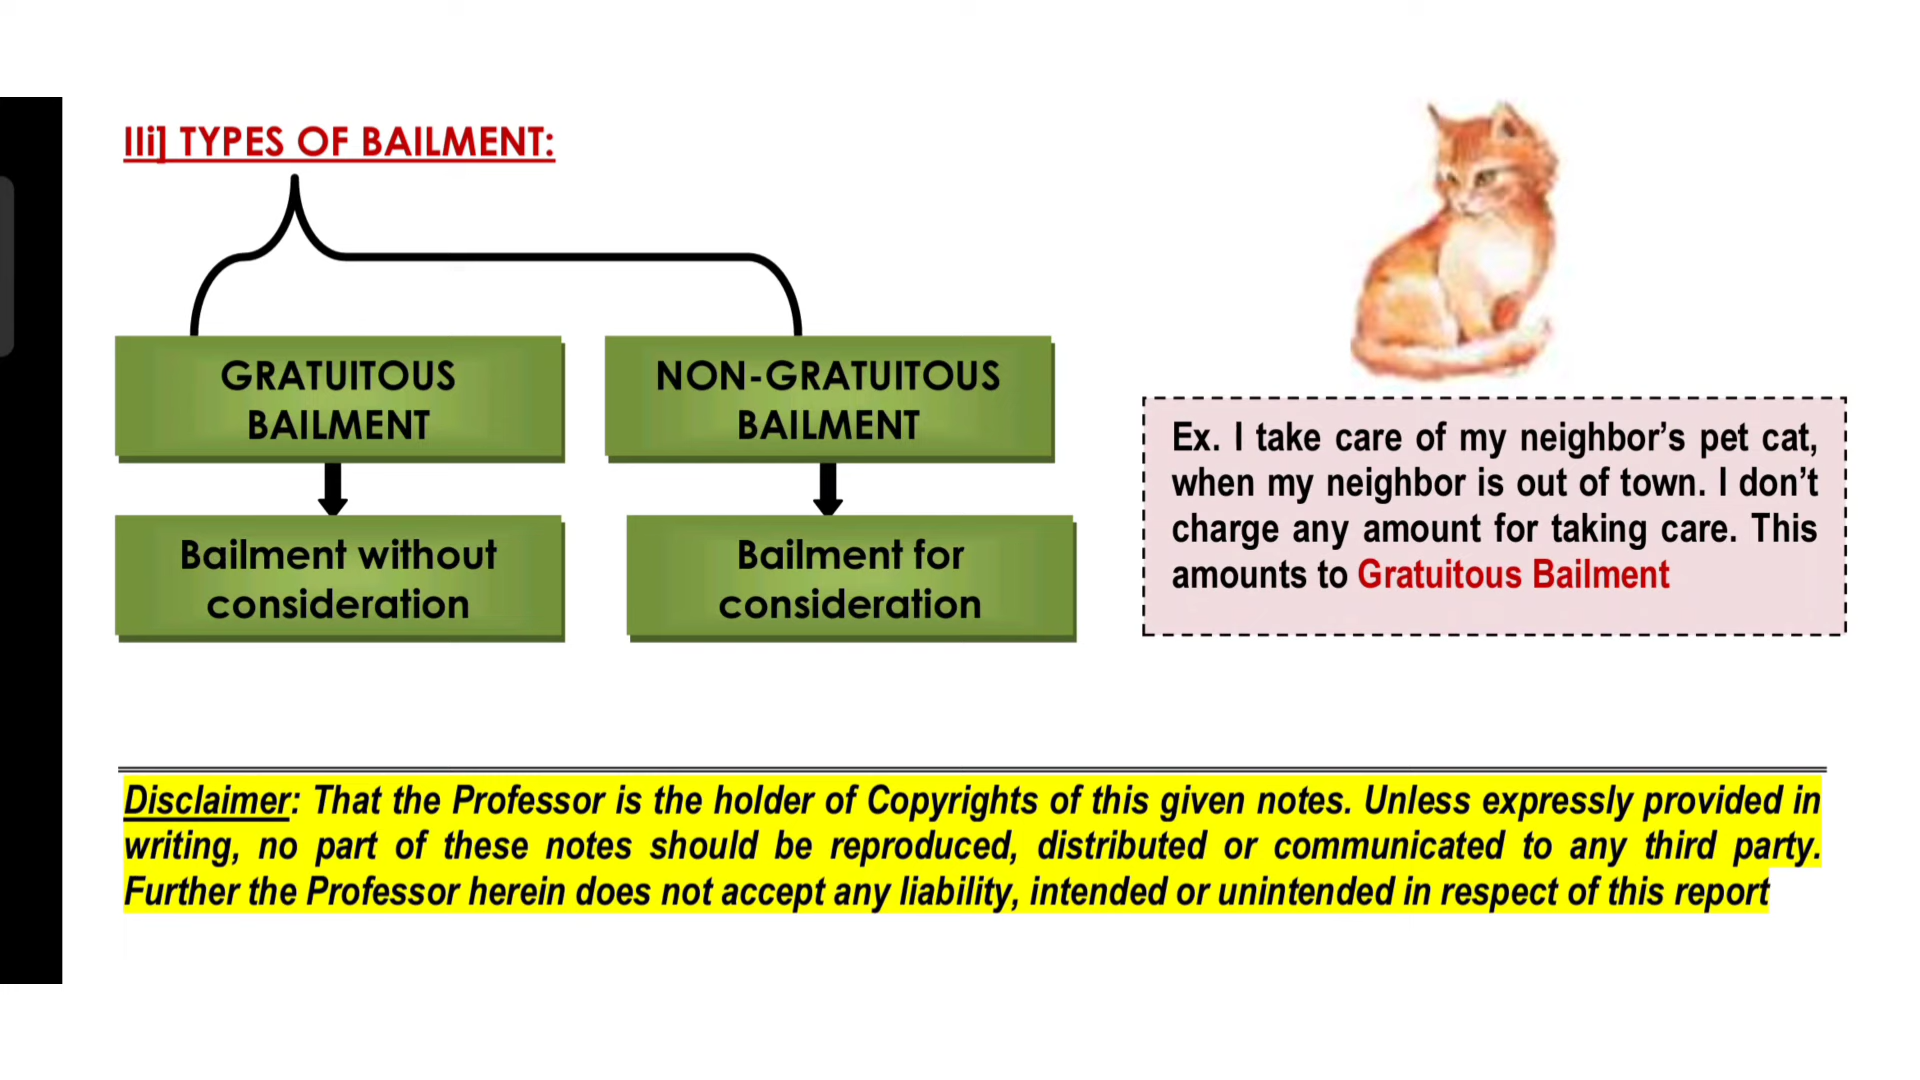 IIi] TYPES OF BAILMENT:
GRATUITOUS
BAILMENT
NON-GRATUITOUS
BAILMENT
Bailment without
consideration
Bailment for
consideration
Ex. I take care of my neighbor’s pet cat,
when my neighbor is out of town. I don’t
charge any amount for taking care. This
amounts to Gratuitous Bailment
Disclaimer: That the Professor is the holder of Copyrights of this given notes. Unless expressly provided in
writing, no part of these notes should be reproduced, distributed or communicated to any third party.
Further the Professor herein does not accept any liability, intended or unintended in respect of this report